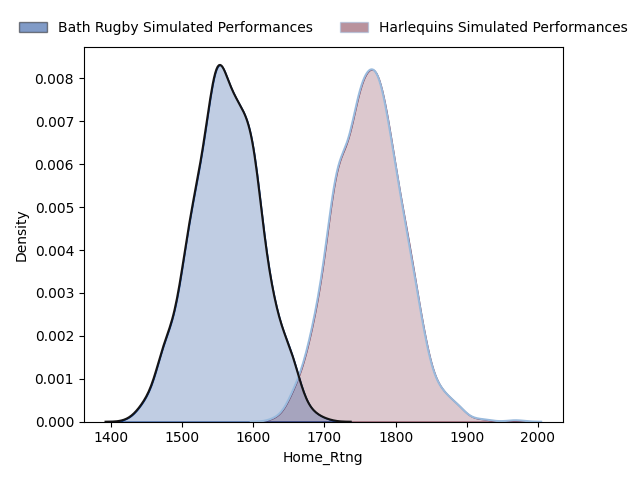 Bath Rugby Simulated Performances Harlequins Simulated Performances
0.008
0.007
0.006
0.005
0.004
0.003
0.002
0.001
0.000
Density
1400 1500 1600 1700 1800 1900 2000
Home_Rtng